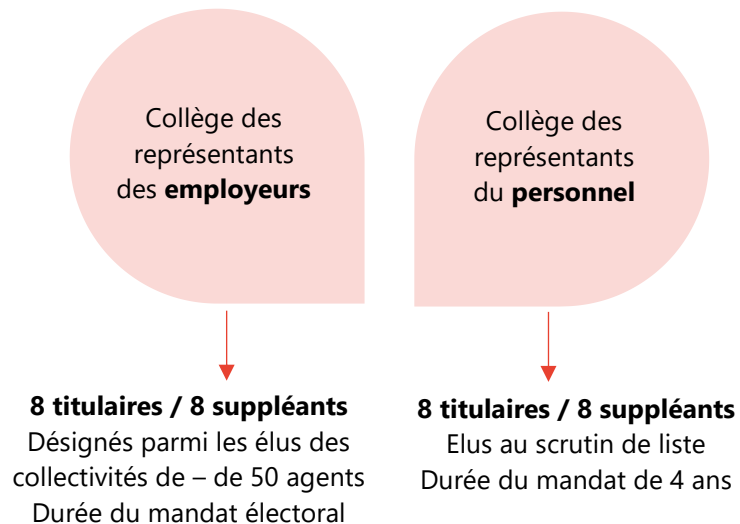 Collège des
représentants
des employeurs
8 titulaires / 8 suppléants
Désignés parmi les élus des
collectivités de – de 50 agents
Durée du mandat électoral
Collège des
représentants
du personnel
8 titulaires / 8 suppléants
Elus au scrutin de liste
Durée du mandat de 4 ans